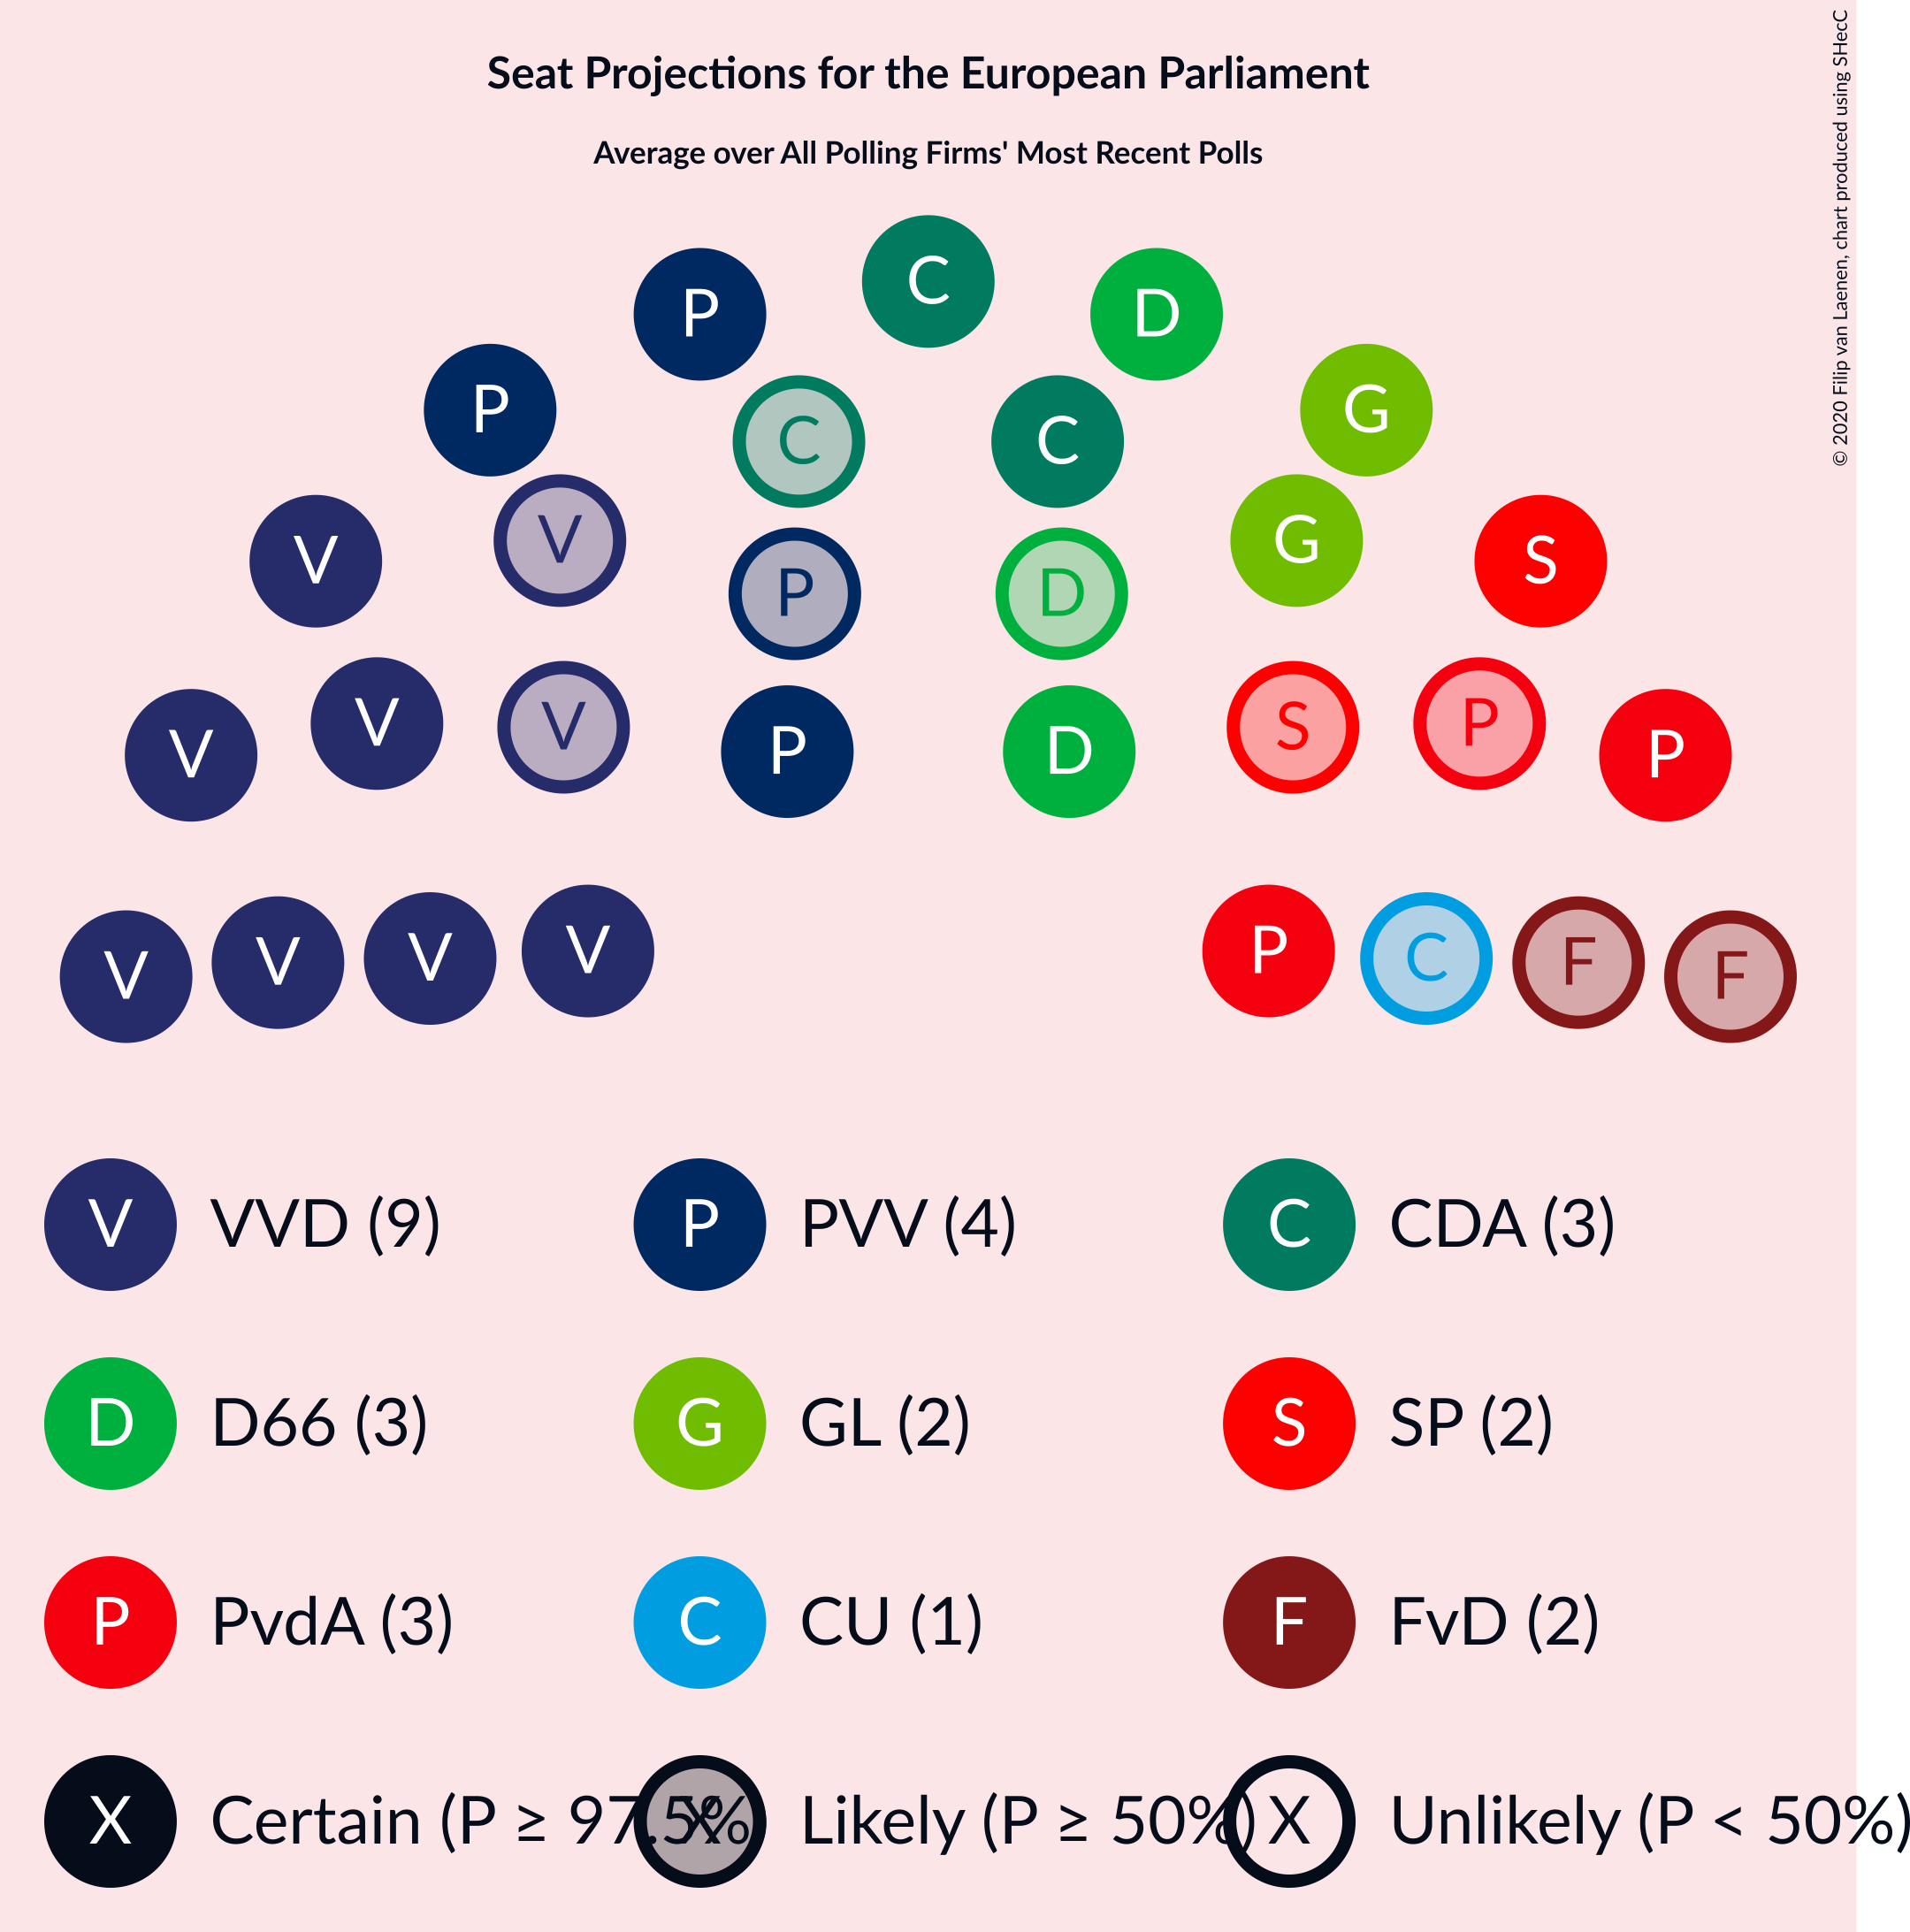 Seat Projections for the European Parliament
Average over All Polling Firms' Most Recent Polls
© 2020 Filip van Laenen, chart produced using SHecC
C
P D
P G
C C
V G
V S
P D
V P
V S
V P
P D
V P
V P
V C
V F
V F
V VVD (9) P PVV (4) C CDA (3)
D D66 (3) G GL (2) S SP (2)
P PvdA (3) C CU (1) F FvD (2)
X Certain (P ≥ 97.5%) X Likely (P ≥ 50%) X Unlikely (P < 50%)